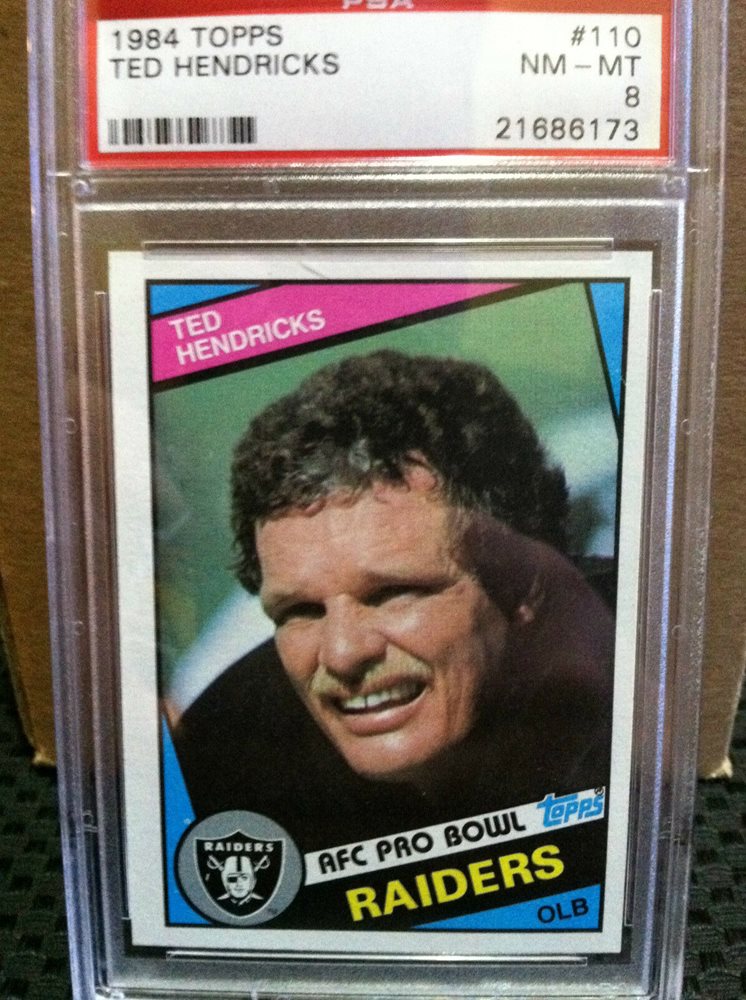 PSA
1984 TOPPS #110
TED HENDRICKS NM-MT
8
21686173
TED
HENDRICKS
RAIDERS
AFC PRO BOWL TOPPS®
RAIDERS
OLB